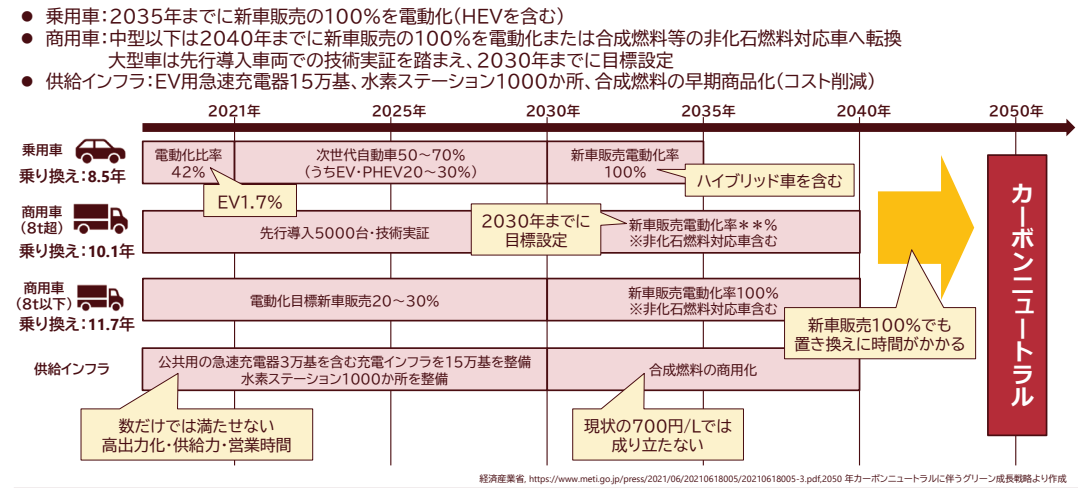 ● 乗用車：2035年までに新車販売の100%を電動化（HEVを含む）
● 商用車：中型以下は2040年までに新車販売の100%を電動化または合成燃料等の非化石燃料対応車へ転換
大型車は先行導入車両での技術実証を踏まえ、2030年までに目標設定
● 供給インフラ：EV用急速充電器15万基、水素ステーション1000か所、合成燃料の早期商品化（コスト削減）
2021年 2025年 2030年 2035年 2040年 2050年
乗用車
乗り換え：8.5年
電動化比率
42%
EV1.7%
次世代自動車50～70%
（うちEV・PHEV20～30%）
新車販売電動化率
100%
ハイブリッド車を含む
商用車
（8t超）
乗り換え：10.1年
先行導入5000台・技術実証
2030年までに
目標設定
新車販売電動化率＊＊%
※非化石燃料対応車含む
商用車
（8t以下）
乗り換え：11.7年
電動化目標新車販売20～30%
新車販売電動化率100%
※非化石燃料対応車含む
新車販売100%でも
置き換えに時間がかかる
供給インフラ
公共用の急速充電器3万基を含む充電インフラを15万基を整備
水素ステーション1000か所を整備
合成燃料の商用化
数だけでは満たせない
高出力化・供給力・営業時間
現状の700円/Lでは
成り立たない
カーボンニュートラル
経済産業省, https://www.meti.go.jp/press/2021/06/20210618005/20210618005-3.pdf,2050 年カーボンニュートラルに伴うグリーン成長戦略より作成